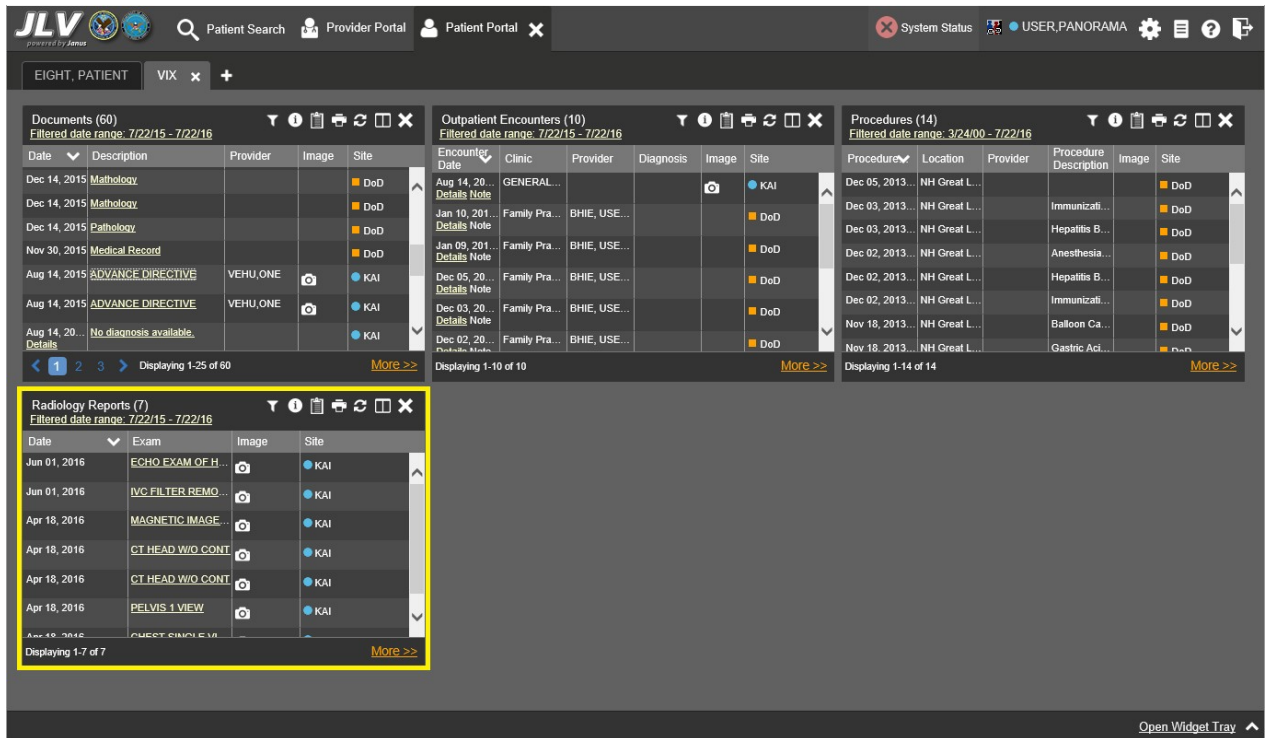 JLV
powered by Janus
Patient Search Provider Portal Patient Portal System Status USER,PANORAMA
EIGHT, PATIENT VIX
Documents (60)
Filtered date range: 7/22/15 - 7/22/16
Date Description Provider Image Site
Dec 14, 2015 Mathology DoD
Dec 14, 2015 Mathology DoD
Dec 14, 2015 Pathology DoD
Nov 30, 2015 Medical Record DoD
Aug 14, 2015 ADVANCE DIRECTIVE VEHU,ONE KAI
Aug 14, 2015 ADVANCE DIRECTIVE VEHU,ONE KAI
Aug 14, 20... No diagnosis available. KAI
Details
1 2 3 Displaying 1-25 of 60 More >>
Outpatient Encounters (10)
Filtered date range: 7/22/15 - 7/22/16
Encounter Date Clinic Provider Diagnosis Image Site
Aug 14, 20... GENERAL... KAI
Details Note
Jan 10, 201... Family Pra... BHIE, USE... DoD
Details Note
Jan 09, 201... Family Pra... BHIE, USE... DoD
Details Note
Dec 05, 20... Family Pra... BHIE, USE... DoD
Details Note
Dec 03, 20... Family Pra... BHIE, USE... DoD
Details Note
Dec 02, 20... Family Pra... BHIE, USE... DoD
Details Note
Displaying 1-10 of 10 More >>
Procedures (14)
Filtered date range: 3/24/00 - 7/22/16
Procedure Location Provider Procedure Description Image Site
Dec 05, 2013... NH Great L... DoD
Dec 03, 2013... NH Great L... Immunizati... DoD
Dec 03, 2013... NH Great L... Hepatitis B... DoD
Dec 02, 2013... NH Great L... Anesthesia... DoD
Dec 02, 2013... NH Great L... Hepatitis B... DoD
Dec 02, 2013... NH Great L... Immunizati... DoD
Nov 18, 2013... NH Great L... Balloon Ca... DoD
Nov 18, 2013... NH Great L... Gastric Aci... DoD
Displaying 1-14 of 14 More >>
Radiology Reports (7)
Filtered date range: 7/22/15 - 7/22/16
Date Exam Image Site
Jun 01, 2016 ECHO EXAM OF H... KAI
Jun 01, 2016 IVC FILTER REMO... KAI
Apr 18, 2016 MAGNETIC IMAGE... KAI
Apr 18, 2016 CT HEAD W/O CONT KAI
Apr 18, 2016 CT HEAD W/O CONT KAI
Apr 18, 2016 PELVIS 1 VIEW KAI
Apr 18, 2016 CHEST SINGLE VI...
Displaying 1-7 of 7 More >>
Open Widget Tray